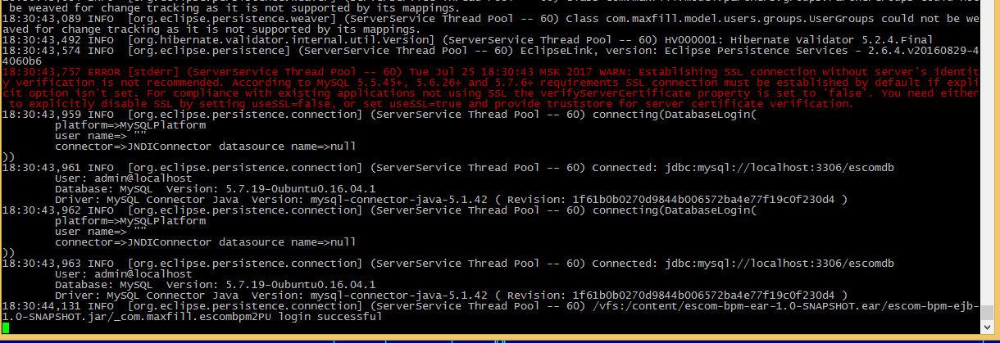 be weaved for change tracking as it is not supported by its mappings.
18:30:43,089 INFO  [org.eclipse.persistence.weaver] (ServerService Thread Pool -- 60) Class com.maxfill.model.users.groups.UserGroups could not be we
aved for change tracking as it is not supported by its mappings.
18:30:43,492 INFO  [org.hibernate.validator.internal.util.Version] (ServerService Thread Pool -- 60) HV000001: Hibernate Validator 5.2.4.Final
18:30:43,574 INFO  [org.eclipse.persistence] (ServerService Thread Pool -- 60) EclipseLink, version: Eclipse Persistence Services - 2.6.4.v20160829-4
4060b6
18:30:43,757 ERROR [stderr] (ServerService Thread Pool -- 60) Tue Jul 25 18:30:43 MSK 2017 WARN: Establishing SSL connection without server's identit
y verification is not recommended. According to MySQL 5.5.45+, 5.6.26+ and 5.7.6+ requirements SSL connection must be established by default if expli
cit option isn't set. For compliance with existing applications not using SSL the verifyServerCertificate property is set to 'false'. You need either
 to explicitly disable SSL by setting useSSL=false, or set useSSL=true and provide truststore for server certificate verification.
18:30:43,959 INFO  [org.eclipse.persistence.connection] (ServerService Thread Pool -- 60) connecting(DatabaseLogin(
        platform=>MySQLPlatform
        user name=> ""
        connector=>JNDIConnector datasource name=>null
))
18:30:43,961 INFO  [org.eclipse.persistence.connection] (ServerService Thread Pool -- 60) Connected: jdbc:mysql://localhost:3306/escomdb
        User: admin@localhost
        Database: MySQL  Version: 5.7.19-0ubuntu0.16.04.1
        Driver: MySQL Connector Java  Version: mysql-connector-java-5.1.42 ( Revision: 1f61b0b0270d9844b006572ba4e77f19c0f230d4 )
18:30:43,962 INFO  [org.eclipse.persistence.connection] (ServerService Thread Pool -- 60) connecting(DatabaseLogin(
        platform=>MySQLPlatform
        user name=> ""
        connector=>JNDIConnector datasource name=>null
))
18:30:43,963 INFO  [org.eclipse.persistence.connection] (ServerService Thread Pool -- 60) Connected: jdbc:mysql://localhost:3306/escomdb
        User: admin@localhost
        Database: MySQL  Version: 5.7.19-0ubuntu0.16.04.1
        Driver: MySQL Connector Java  Version: mysql-connector-java-5.1.42 ( Revision: 1f61b0b0270d9844b006572ba4e77f19c0f230d4 )
18:30:44,131 INFO  [org.eclipse.persistence.connection] (ServerService Thread Pool -- 60) /vfs:/content/escom-bpm-ear-1.0-SNAPSHOT.ear/escom-bpm-ejb-
1.0-SNAPSHOT.jar/_com.maxfill.escombpm2PU login successful